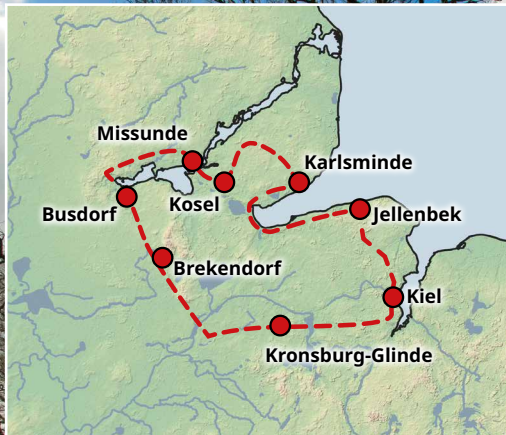 Missunde
Karlsminde
Kosel
Busdorf
Jellenbek
Brekendorf
Kiel
Kronsburg-Glinde